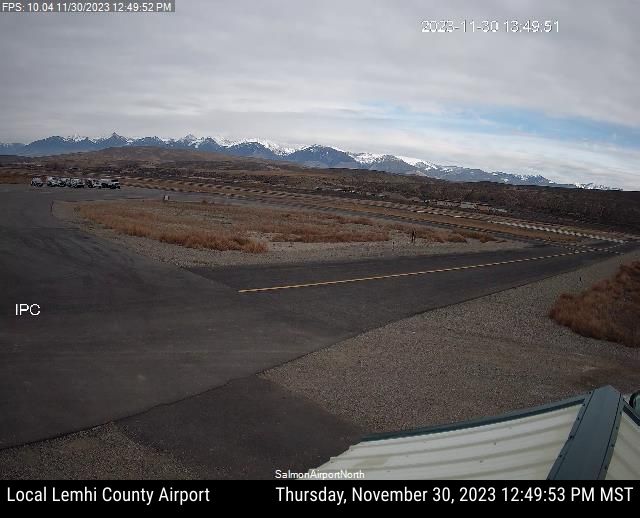 FPS: 10.04 11/30/2023 12:49:52 PM
2023-11-30 13:49:51
IPC
SalmonAirportNorth
Local Lemhi County Airport Thursday, November 30, 2023 12:49:53 PM MST